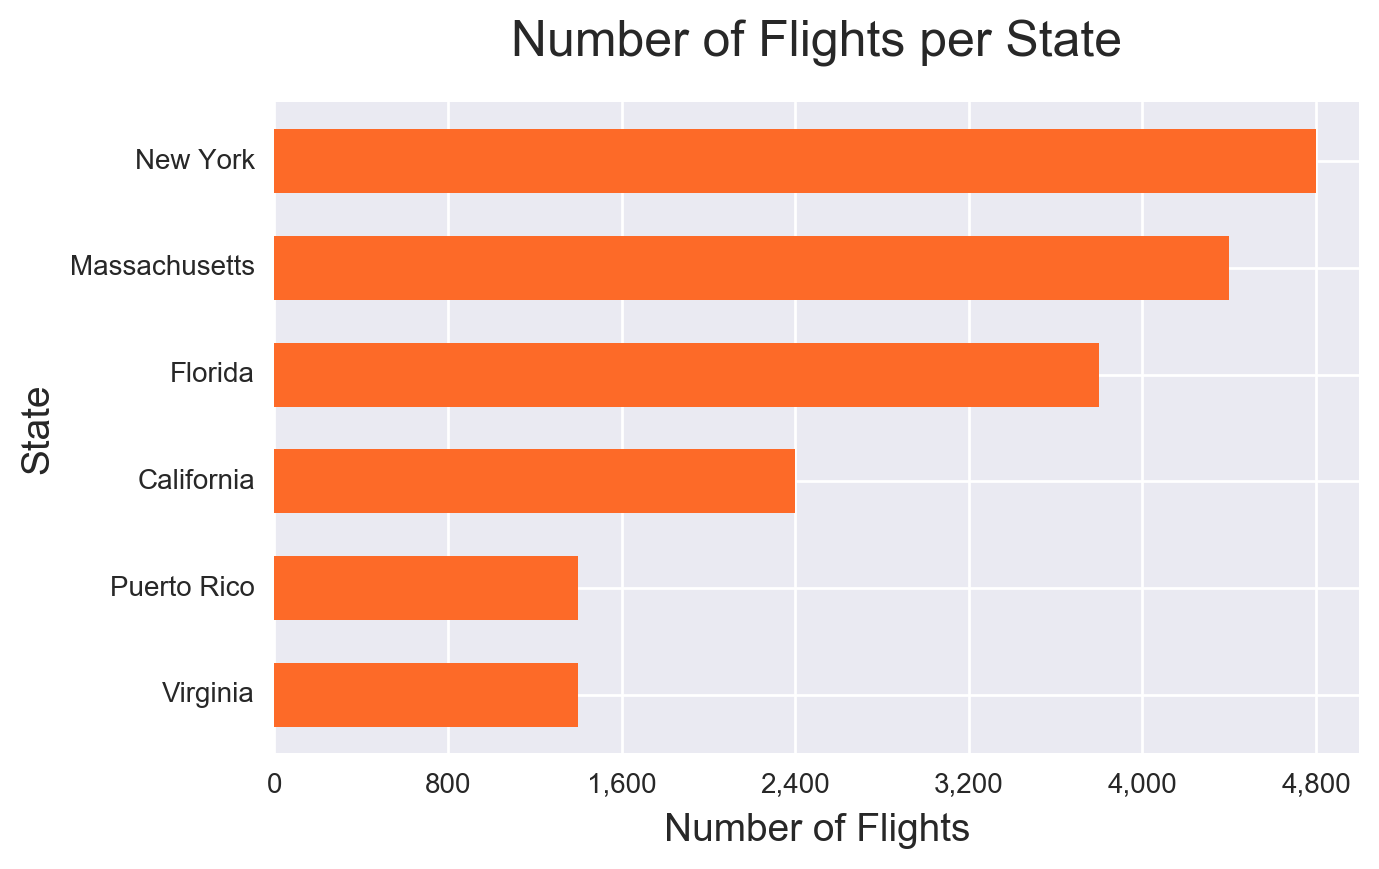 Number of Flights per State
New York
Massachusetts
Florida
California
Puerto Rico
Virginia
State
0 800 1,600 2,400 3,200 4,000 4,800
Number of Flights